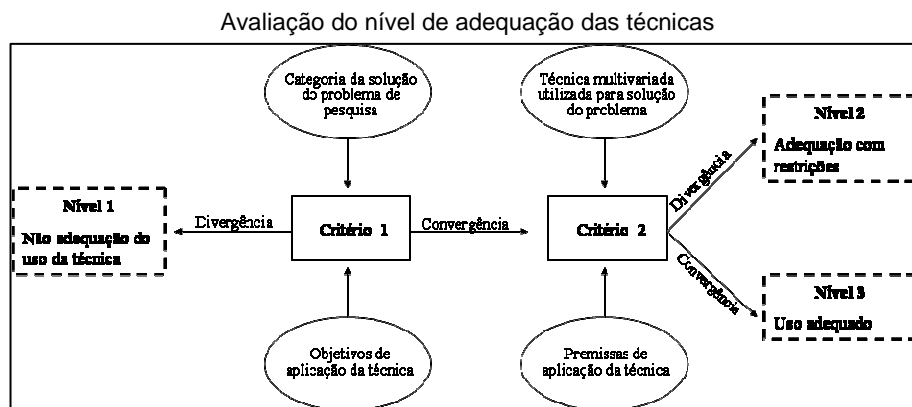 Avaliação do nível de adequação das técnicas
Categoria da solução
do problema de
pesquisa
Técnica multivariada
utilizada para solução
do problema
Nível 2
Adequação com
restrições
Divergência
Nível 1
Não adequação do
uso da técnica
Divergência
Critério 1
Convergência
Critério 2
Convergência
Nível 3
Uso adequado
Objetivos de
aplicação da técnica
Premissas de
aplicação da técnica